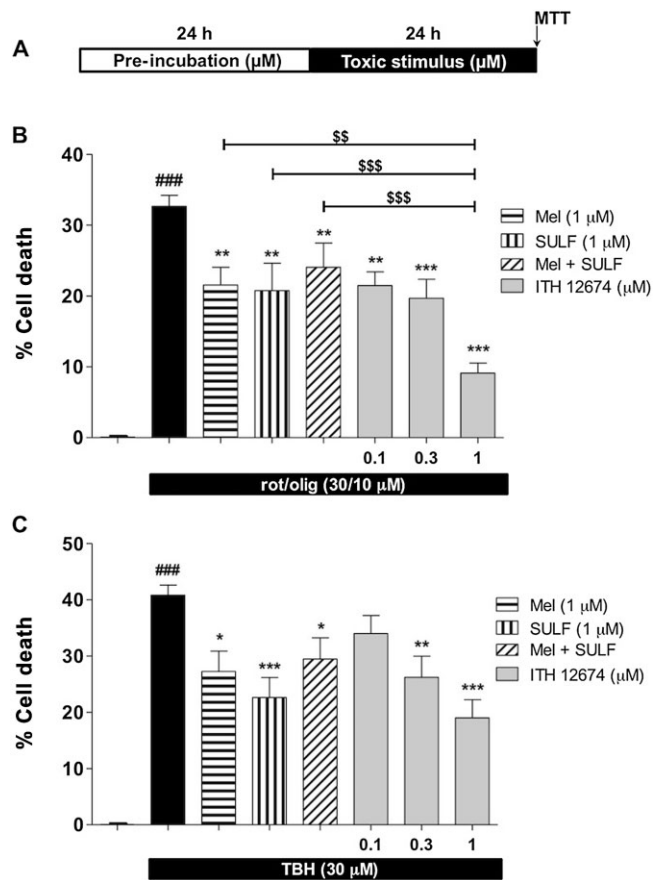 MTT
24 h 24 h
A Pre-incubation (µM) Toxic stimulus (µM)
B
$$
$$$
$$$
40
30
20
10
0
% Cell death
###
**
**
**
**
***
***
Mel (1 µM)
SULF (1 µM)
Mel + SULF
ITH 12674 (µM)
0.1 0.3 1
rot/olig (30/10 µM)
C
50
40
30
20
10
0
% Cell death
###
*
***
*
**
***
Mel (1 µM)
SULF (1 µM)
Mel + SULF
ITH 12674 (µM)
0.1 0.3 1
TBH (30 µM)